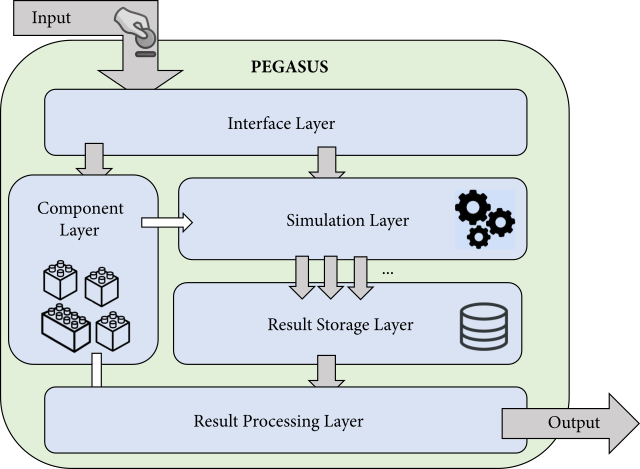 Input
PEGASUS
Interface Layer
Component
Layer
Simulation Layer
...
Result Storage Layer
Result Processing Layer
Output